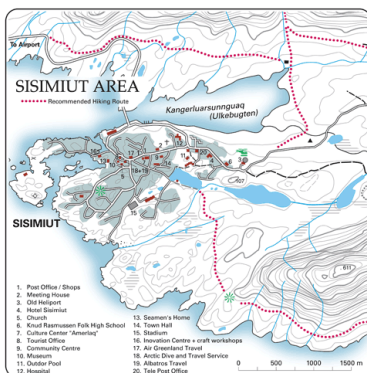 To Airport
SISIMIUT AREA
Recommended Hiking Route
Kangerluarsunnguaq
(Ulkebugten)
SISIMIUT
107
611
1. Post Office / Shops
2. Meeting House
3. Old Heliport
4. Hotel Sisimiut
5. Church
6. Knud Rasmussen Folk High School
7. Culture Center "Amerlaq"
8. Tourist Office
9. Community Centre
10. Museum
11. Outdor Pool
12. Hospital
13. Seamen's Home
14. Town Hall
15. Stadium
16. Inovation Centre + craft workshops
17. Air Greenland Travel
18. Arctic Dive and Travel Service
19. Albatros Travel
20. Tele Post Office
0 500 1000 1500 m